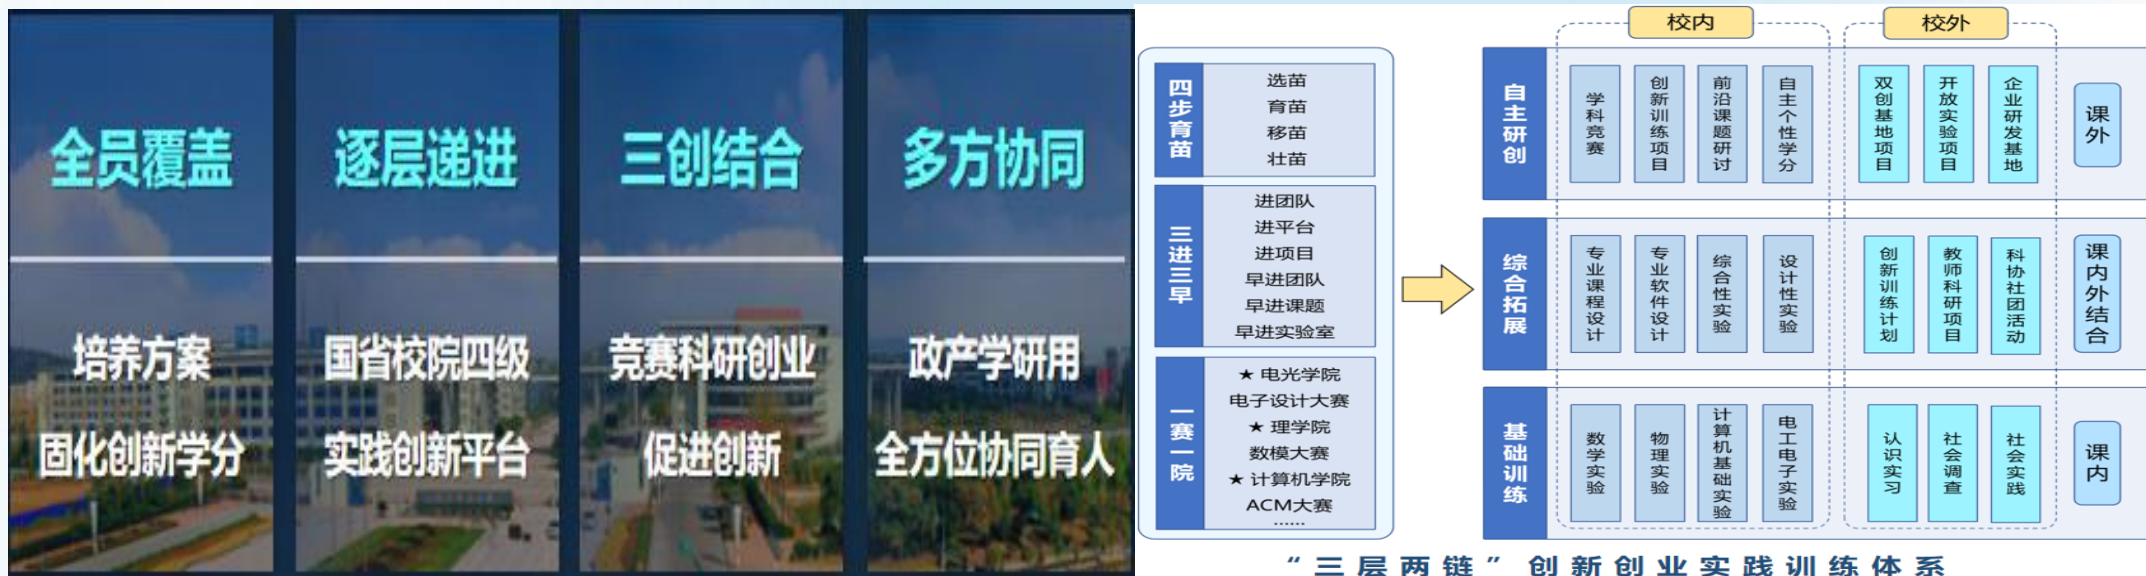 全员覆盖
培养方案
固化创新学分
逐层递进
国省校院四级
实践创新平台
三创结合
竞赛科研创业
促进创新
多方协同
政产学研用
全方位协同育人
四步育苗
选苗
育苗
移苗
壮苗
三进三早
进团队
进平台
进项目
早进团队
早进课题
早进实验室
一赛一院
★ 电光学院
电子设计大赛
★ 理学院
数模大赛
★ 计算机学院
ACM大赛
......
校内
校外
自主研创
学科竞赛
创新训练项目
前沿课题研讨
自主个性学分
双创基地项目
开放实验项目
企业研发基地
课外
综合拓展
专业课程设计
专业软件设计
综合性实验
设计性实验
创新训练计划
教师科研项目
科协社团活动
课内外结合
基础训练
数学实验
物理实验
计算机基础实验
电工电子实验
认识实习
社会调查
社会实践
课内
“三层两链”创新创业实践训练体系